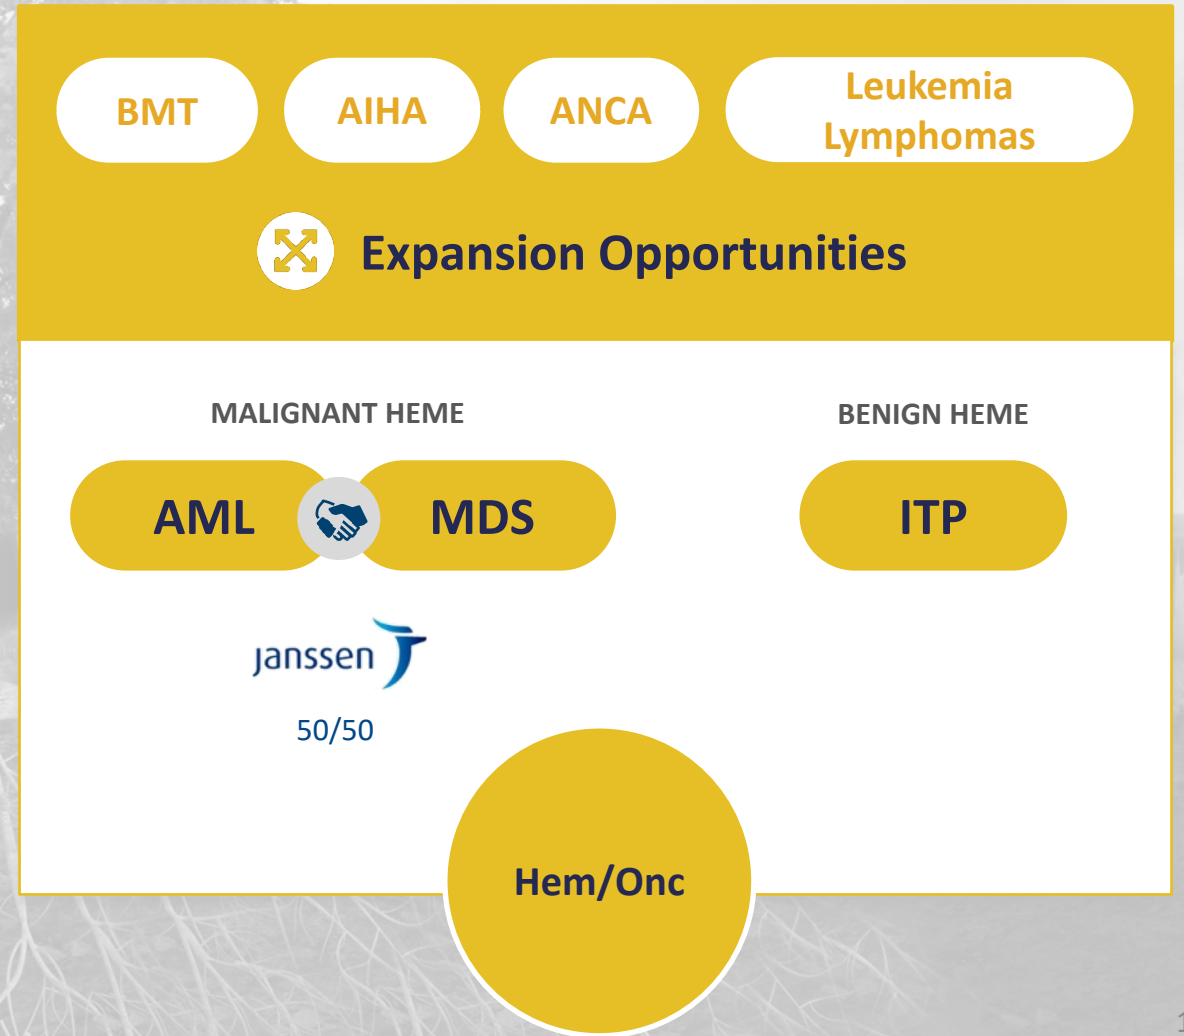 BMT
AIHA
ANCA
Leukemia
Lymphomas
Expansion Opportunities
MALIGNANT HEME
BENIGN HEME
AML
MDS
ITP
janssen
50/50
Hem/Onc